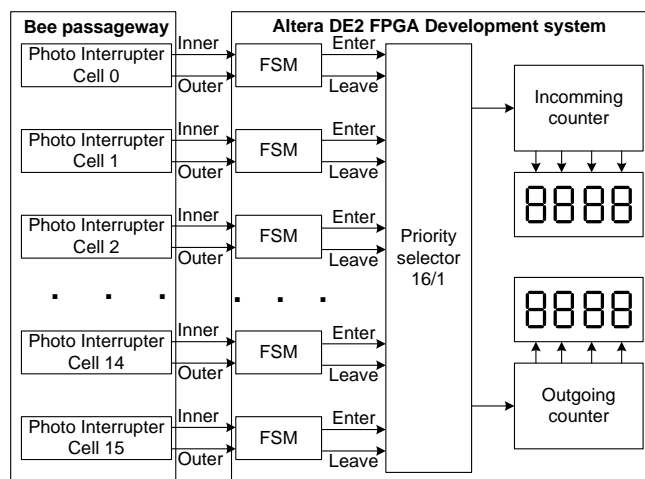 Bee passageway
Altera DE2 FPGA Development system
Photo Interrupter
Cell 0
Inner
Outer
FSM
Enter
Leave
Photo Interrupter
Cell 1
Inner
Outer
FSM
Enter
Leave
Photo Interrupter
Cell 2
Inner
Outer
FSM
Enter
Leave
. . . . . .
Photo Interrupter
Cell 14
Inner
Outer
FSM
Enter
Leave
Photo Interrupter
Cell 15
Inner
Outer
FSM
Enter
Leave
Priority
selector
16/1
Incomming
counter
8888
8888
Outgoing
counter